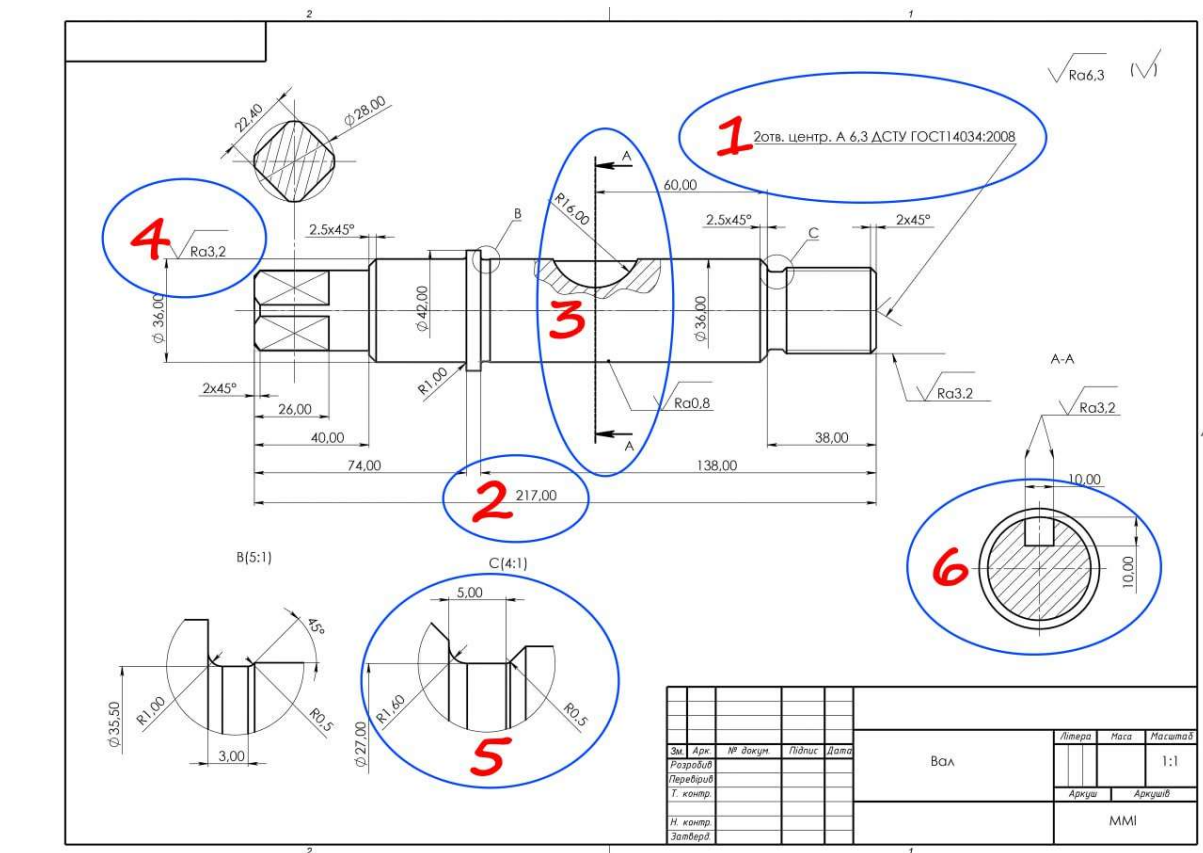 2
1
√Ra6,3 (√)
22,40
Ø28,00
1
2отв. центр. А 6,3 ДСТУ ГОСТ14034:2008
A
60,00
R16,00
4
Ra3,2
2.5x45°
B
2.5x45°
C
2x45°
Ø 36,00
Ø42,00
3
Ø36,00
R1,00
2x45°
26,00
Ra0,8
Ra3.2
A-A
Ra3,2
40,00
A
38,00
74,00
138,00
10,00
2
217,00
6
10,00
B(5:1)
C(4:1)
5,00
45°
R1,00
R0,5
Ø35,50
3,00
R1,60
R0,5
Ø27,00
5
Зм. Арк. № докум. Підпис Дата
Розробив
Перевірив
Т. контр.
Н. контр.
Затверд.
Вал
Літера Маса Масштаб
1:1
Аркуш Аркушів
ММІ
2
1